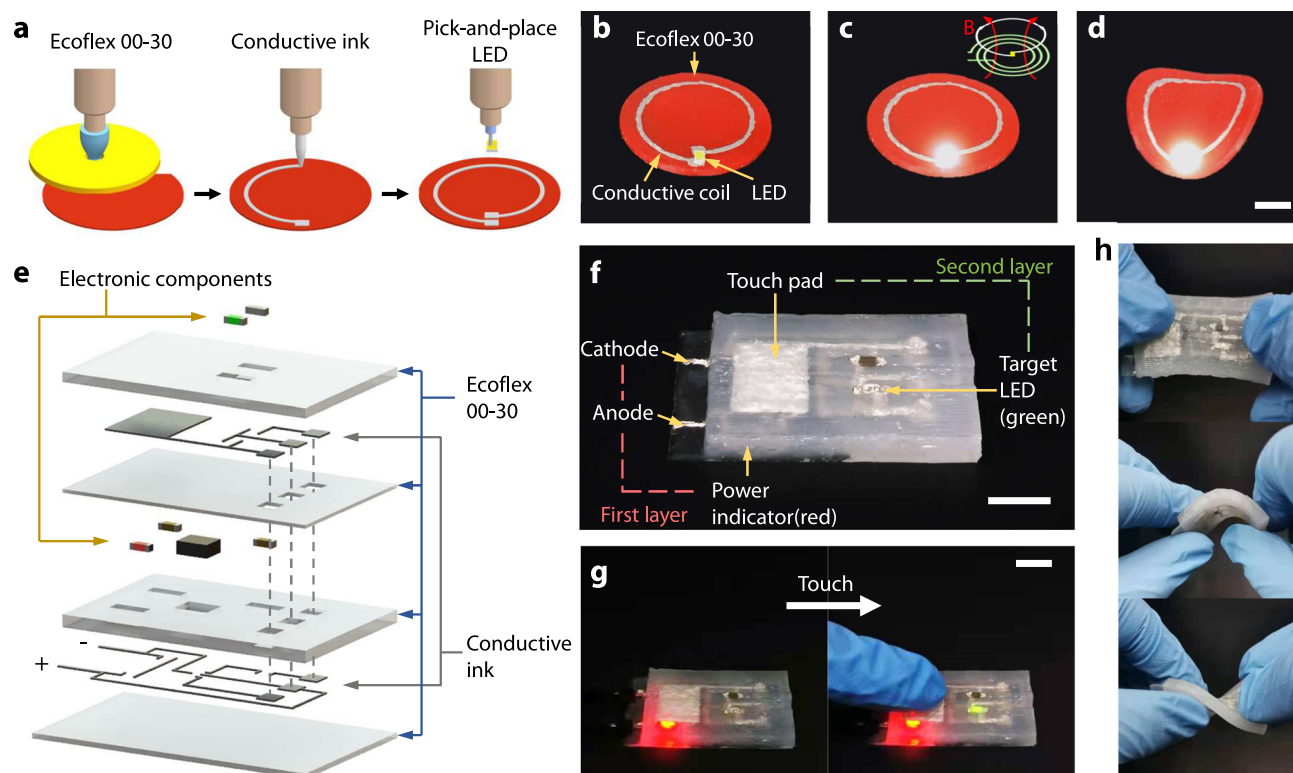 a
Ecoflex 00-30
Conductive ink
Pick-and-place
LED
b
Ecoflex 00-30
Conductive coil
LED
c
B
d
e
Electronic components
Ecoflex
00-30
Conductive
ink
-
+
f
Second layer
Touch pad
Cathode
Anode
Target
LED
(green)
First layer
Power
indicator(red)
g
Touch
h